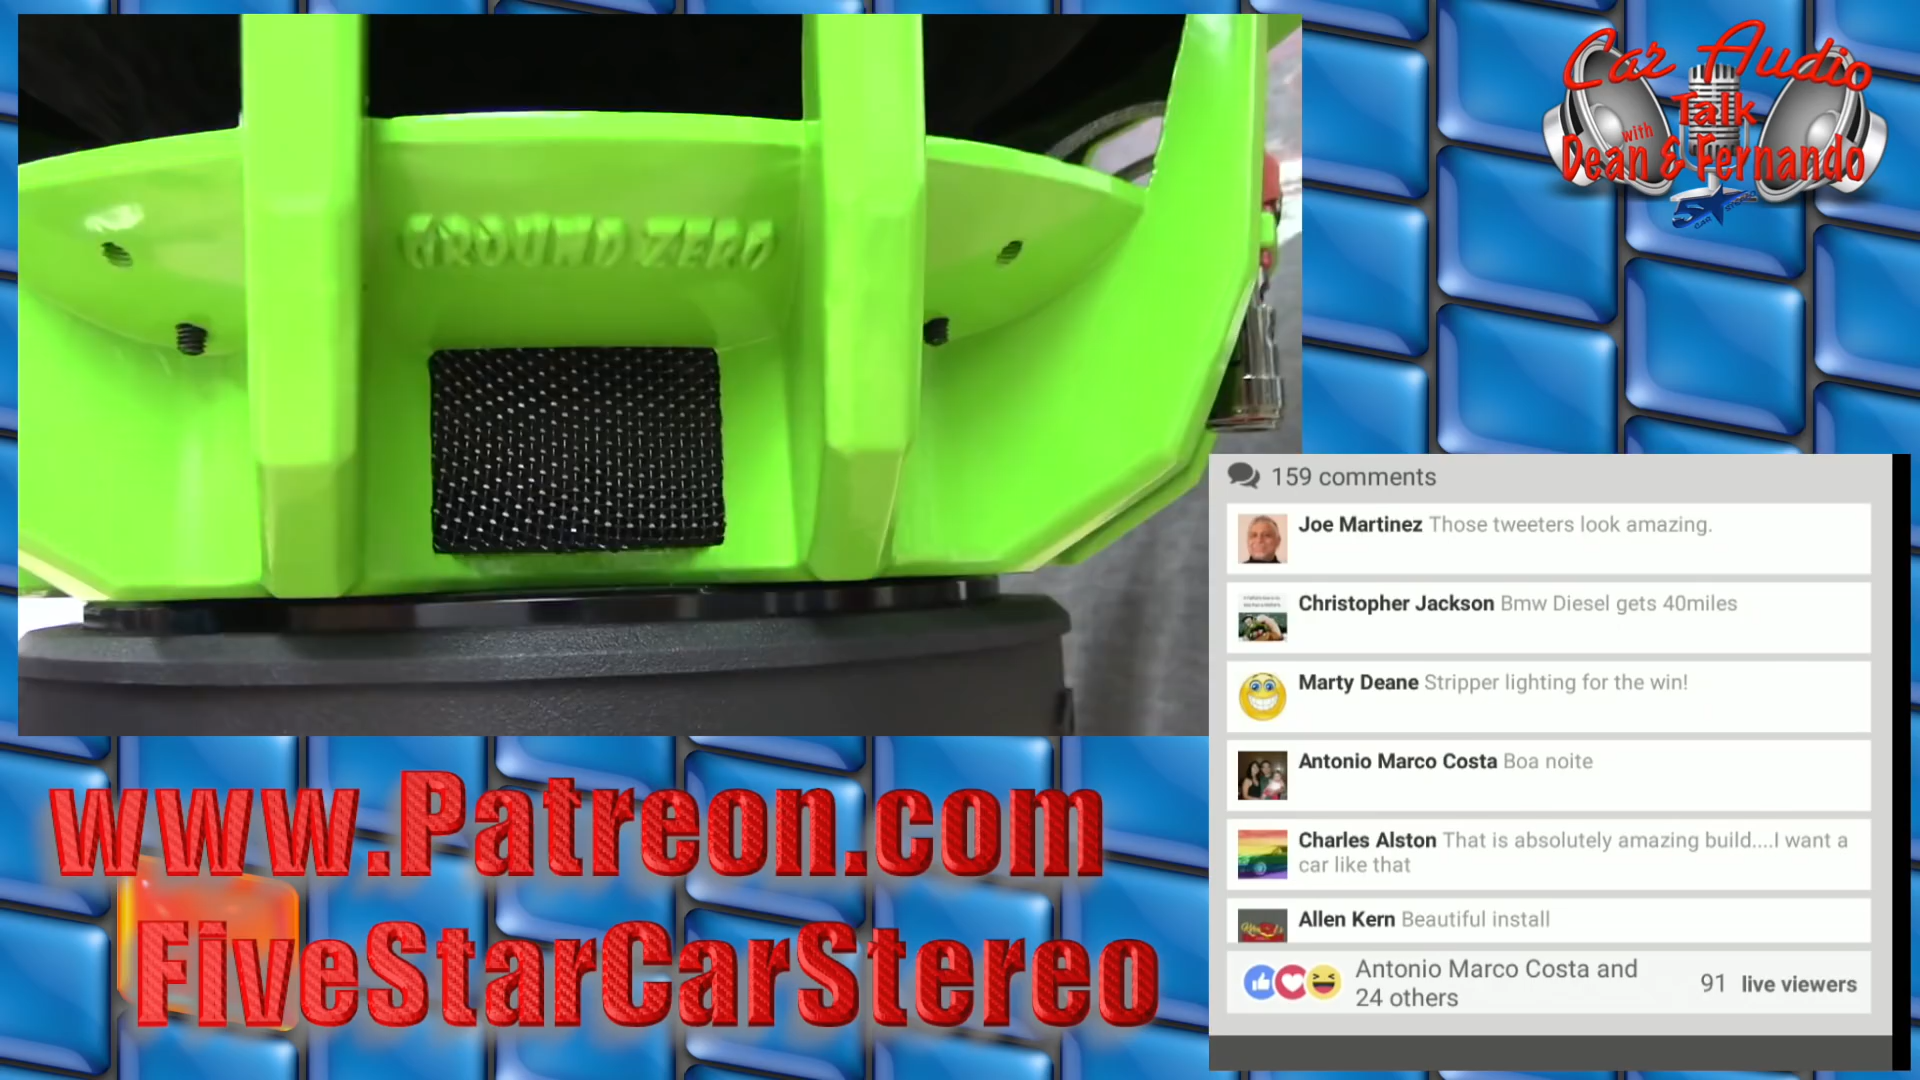 GROUND ZERO
Car Audio
Talk
with
Dean & Fernando
159 comments
Joe Martinez Those tweeters look amazing.
Christopher Jackson Bmw Diesel gets 40miles
Marty Deane Stripper lighting for the win!
Antonio Marco Costa Boa noite
Charles Alston That is absolutely amazing build....I want a
car like that
Allen Kern Beautiful install
Antonio Marco Costa and
24 others
91 live viewers
www.Patreon.com
FiveStarCarStereo